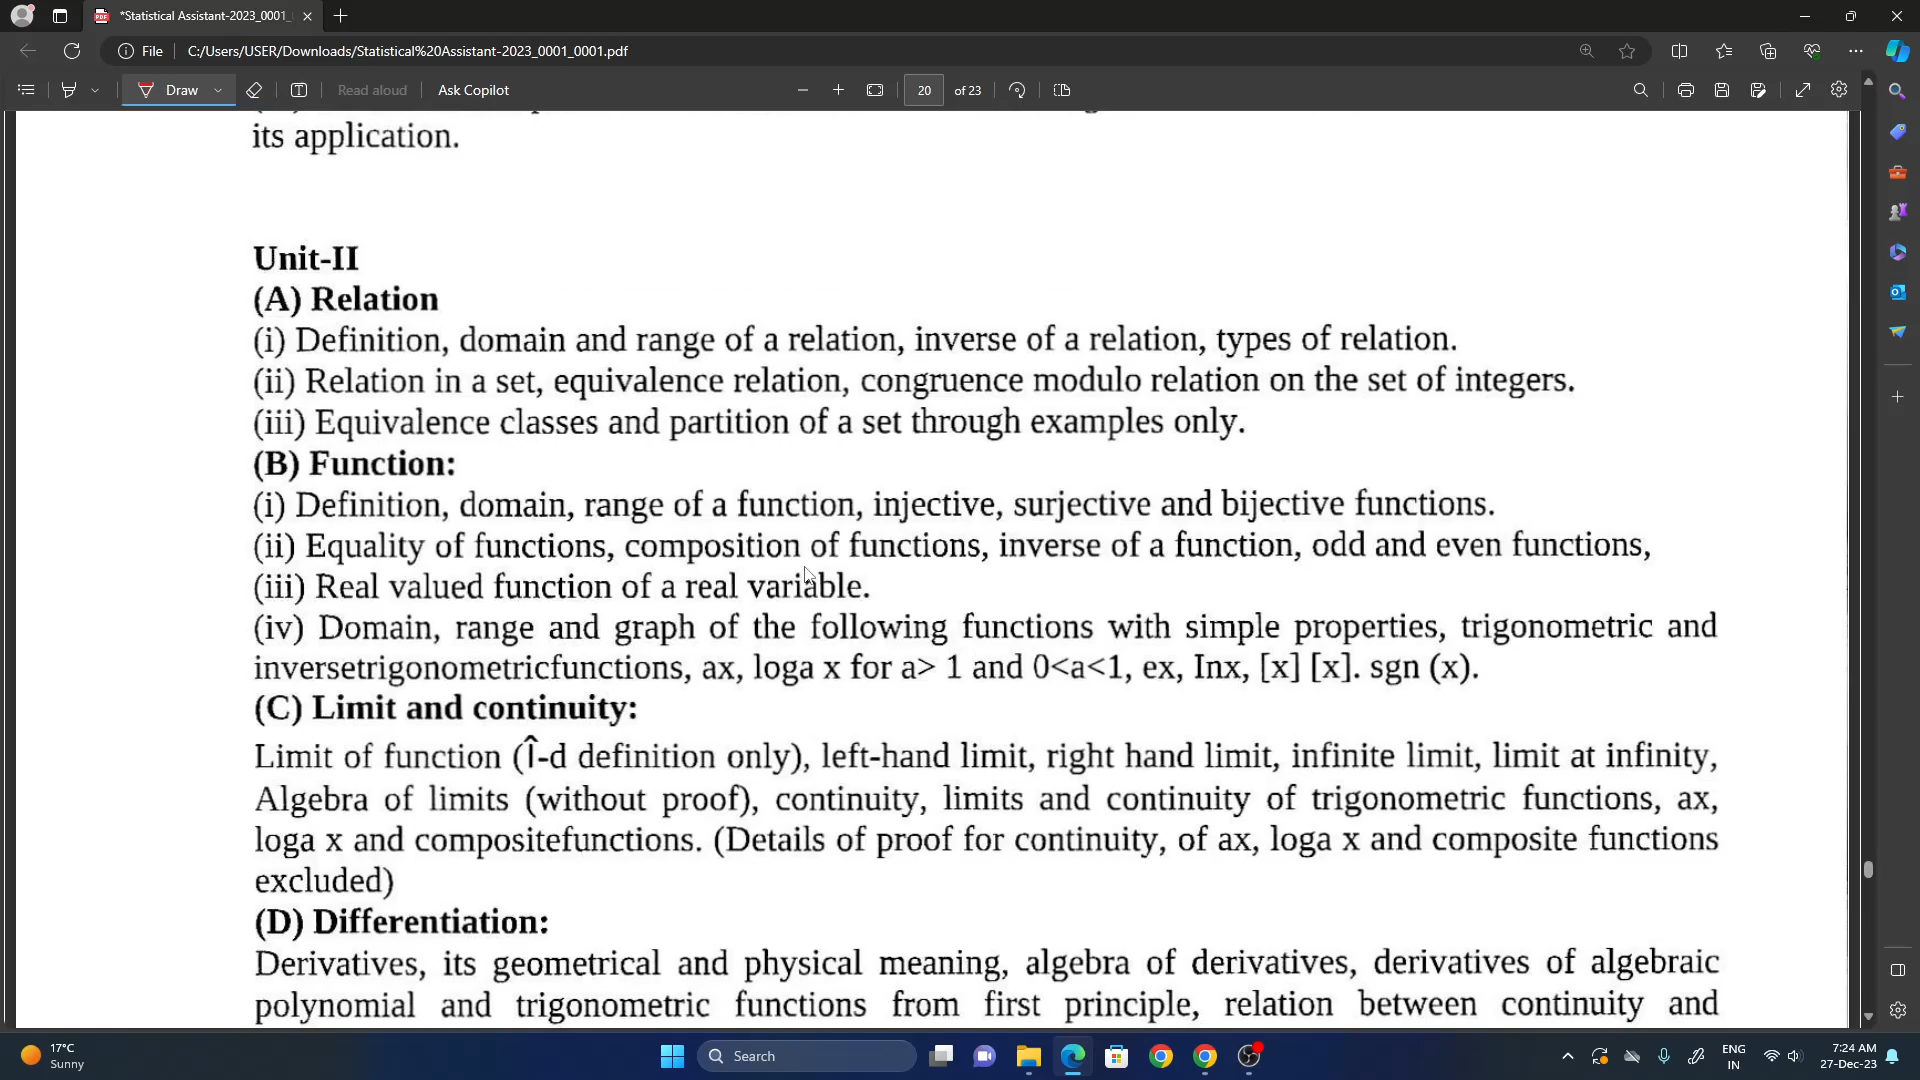 *Statistical Assistant-2023_0001_
File C:/Users/USER/Downloads/Statistical%20Assistant-2023_0001_0001.pdf
Draw Read aloud Ask Copilot 20 of 23
its application.
Unit-II
(A) Relation
(i) Definition, domain and range of a relation, inverse of a relation, types of relation.
(ii) Relation in a set, equivalence relation, congruence modulo relation on the set of integers.
(iii) Equivalence classes and partition of a set through examples only.
(B) Function:
(i) Definition, domain, range of a function, injective, surjective and bijective functions.
(ii) Equality of functions, composition of functions, inverse of a function, odd and even functions,
(iii) Real valued function of a real variable.
(iv) Domain, range and graph of the following functions with simple properties, trigonometric and
inversetrigonometricfunctions, ax, loga x for a> 1 and 0<a<1, ex, Inx, [x] [x]. sgn (x).
(C) Limit and continuity:
Limit of function (Î-d definition only), left-hand limit, right hand limit, infinite limit, limit at infinity,
Algebra of limits (without proof), continuity, limits and continuity of trigonometric functions, ax,
loga x and compositefunctions. (Details of proof for continuity, of ax, loga x and composite functions
excluded)
(D) Differentiation:
Derivatives, its geometrical and physical meaning, algebra of derivatives, derivatives of algebraic
polynomial and trigonometric functions from first principle, relation between continuity and
17°C
Sunny
Search
ENG
IN
7:24 AM
27-Dec-23